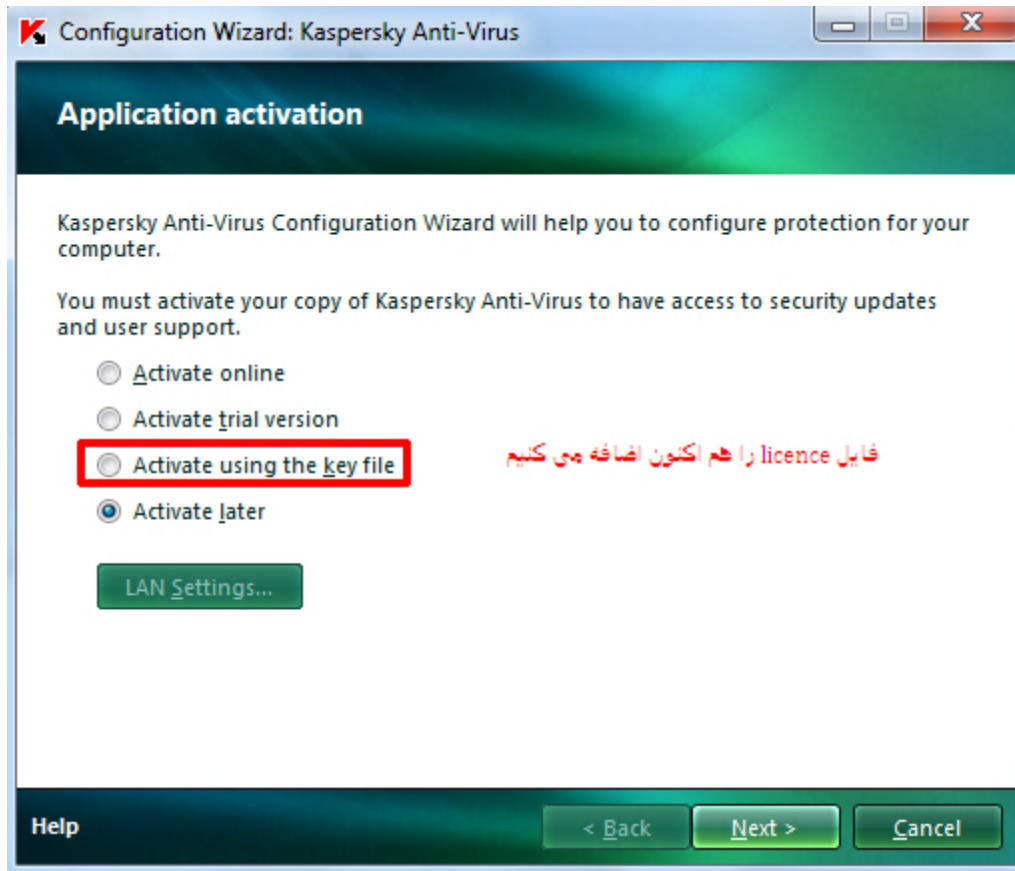 Configuration Wizard: Kaspersky Anti-Virus
Application activation
Kaspersky Anti-Virus Configuration Wizard will help you to configure protection for your
computer.
You must activate your copy of Kaspersky Anti-Virus to have access to security updates
and user support.
Activate online
Activate trial version
Activate using the key file
فایل licence را هم اکنون اضافه می کنیم
Activate later
LAN Settings...
Help
< Back
Next >
Cancel